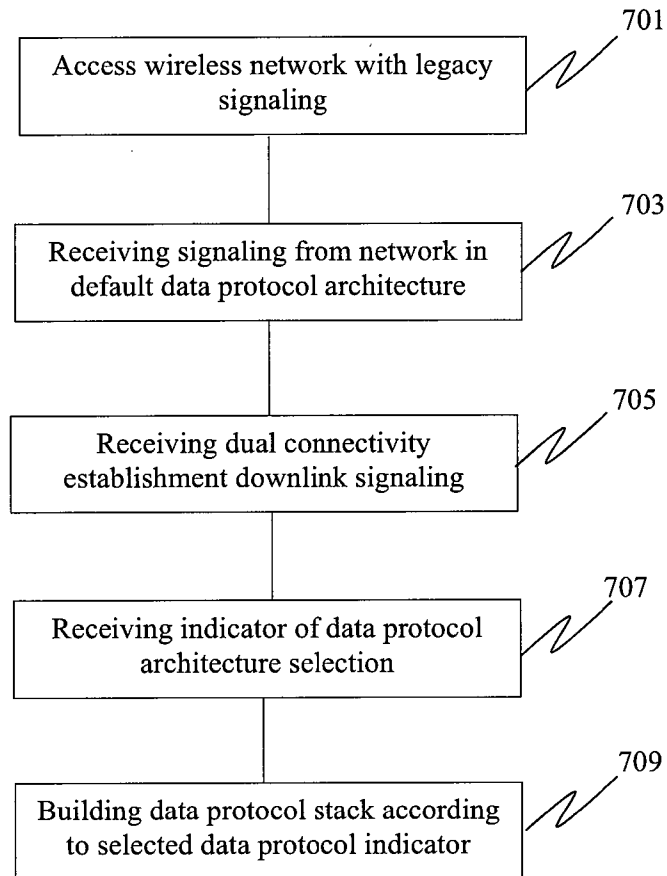 701
Access wireless network with legacy
signaling
703
Receiving signaling from network in
default data protocol architecture
705
Receiving dual connectivity
establishment downlink signaling
707
Receiving indicator of data protocol
architecture selection
709
Building data protocol stack according
to selected data protocol indicator